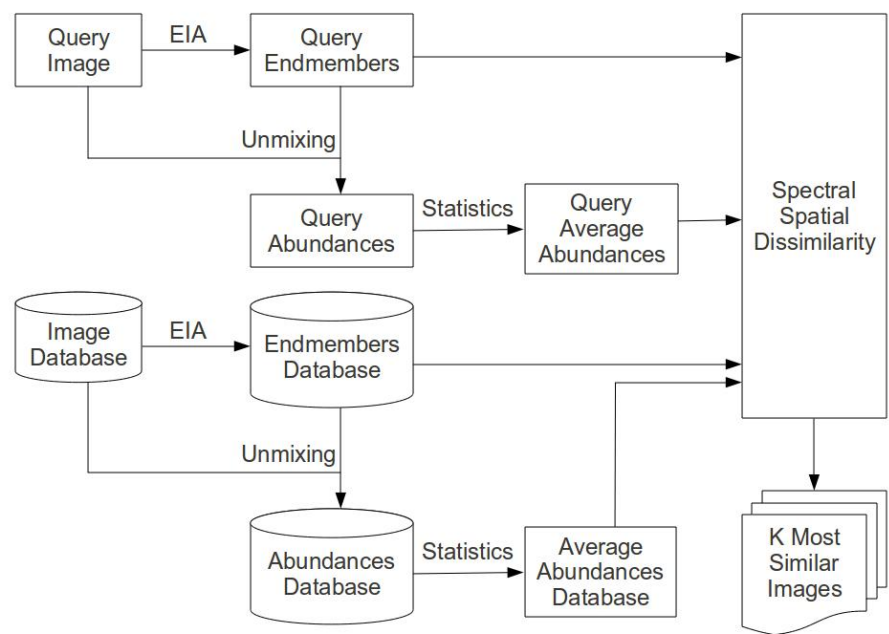 Query
Image
EIA
Query
Endmembers
Unmixing
Query
Abundances
Statistics
Query
Average
Abundances
Spectral
Spatial
Dissimilarity
Image
Database
EIA
Endmembers
Database
Unmixing
Abundances
Database
Statistics
Average
Abundances
Database
K Most
Similar
Images